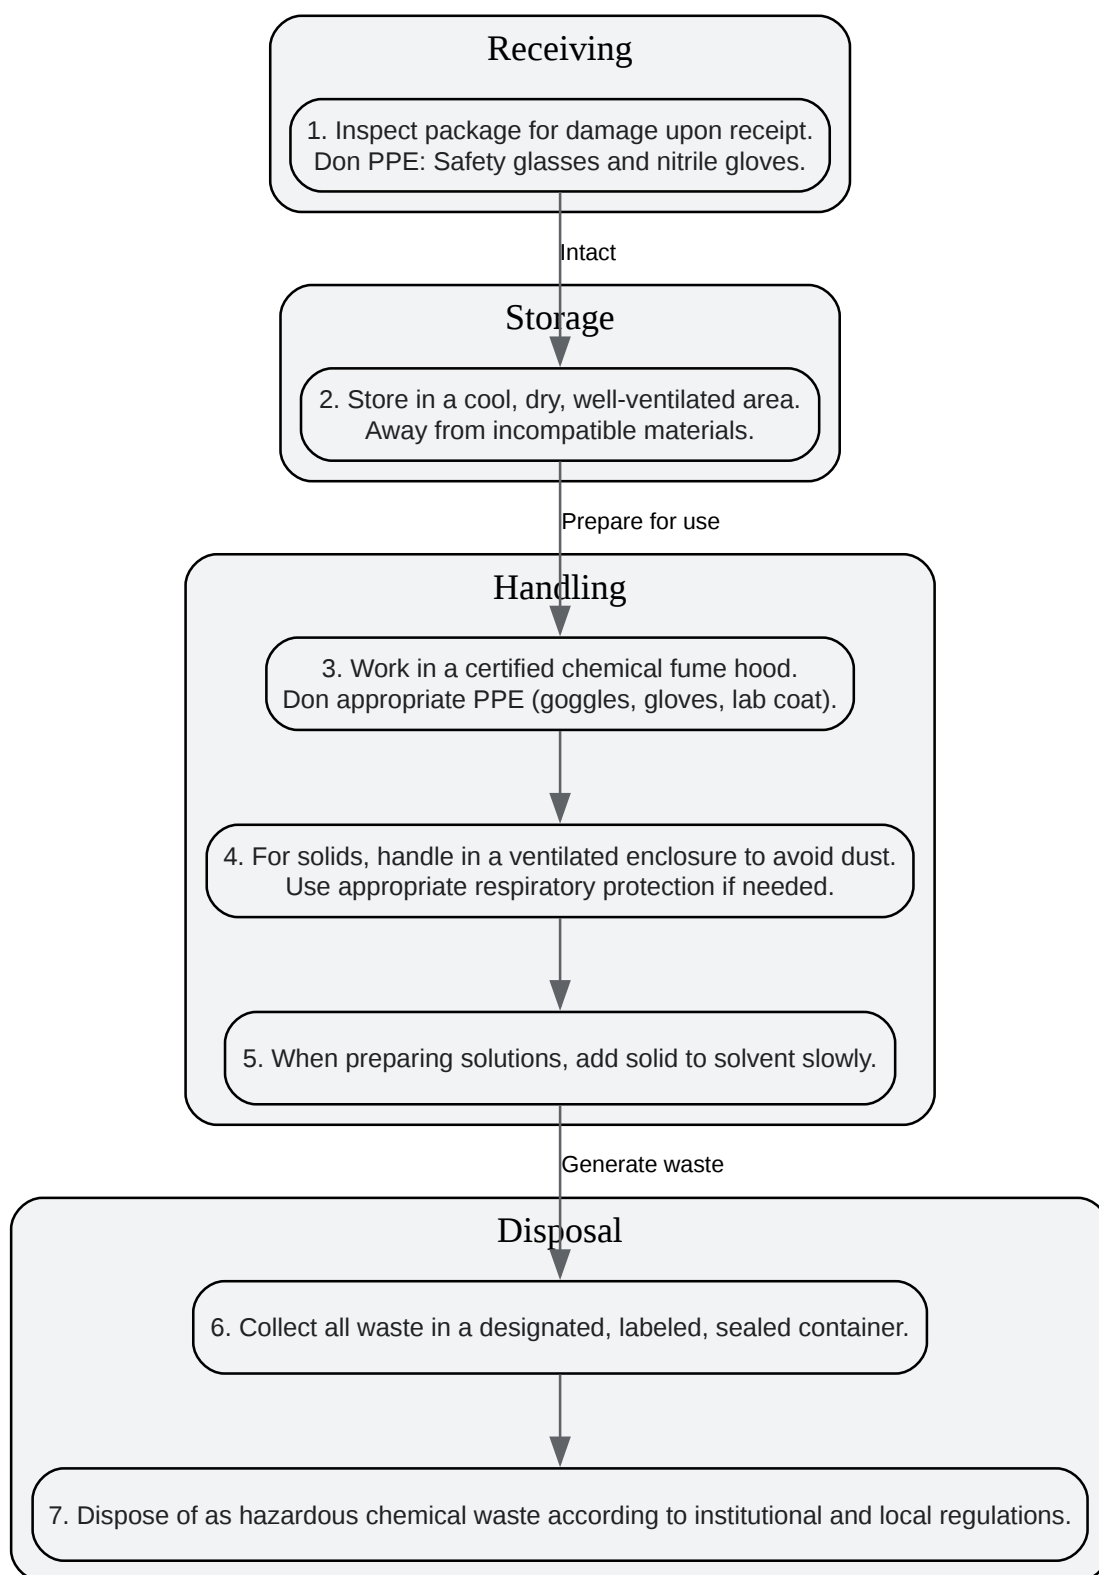 Receiving
1. Inspect package for damage upon receipt.
Don PPE: Safety glasses and nitrile gloves.
Intact
Storage
2. Store in a cool, dry, well-ventilated area.
Away from incompatible materials.
Prepare for use
Handling
3. Work in a certified chemical fume hood.
Don appropriate PPE (goggles, gloves, lab coat).
4. For solids, handle in a ventilated enclosure to avoid dust.
Use appropriate respiratory protection if needed.
5. When preparing solutions, add solid to solvent slowly.
Generate waste
Disposal
6. Collect all waste in a designated, labeled, sealed container.
7. Dispose of as hazardous chemical waste according to institutional and local regulations.